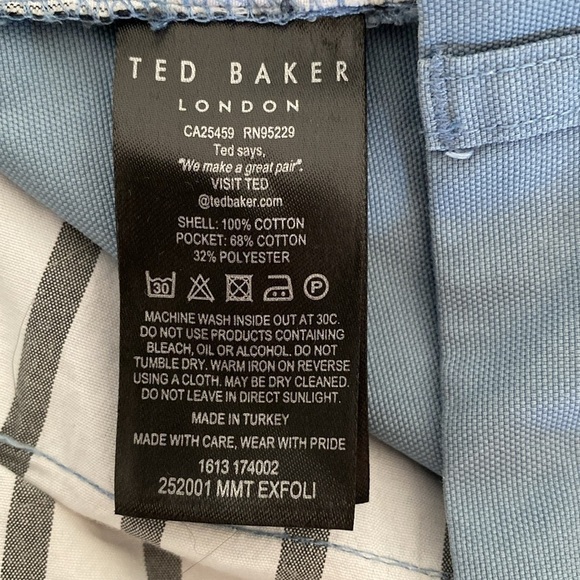 TED BAKER
LONDON
CA25459 RN95229
Ted says,
"We make a great pair".
VISIT TED
@tedbaker.com
SHELL: 100% COTTON
POCKET: 68% COTTON
32% POLYESTER
30 P
MACHINE WASH INSIDE OUT AT 30C.
DO NOT USE PRODUCTS CONTAINING
BLEACH, OIL OR ALCOHOL. DO NOT
TUMBLE DRY. WARM IRON ON REVERSE
USING A CLOTH. MAY BE DRY CLEANED.
DO NOT LEAVE IN DIRECT SUNLIGHT.
MADE IN TURKEY
MADE WITH CARE, WEAR WITH PRIDE
1613 174002
252001 MMT EXFOLI